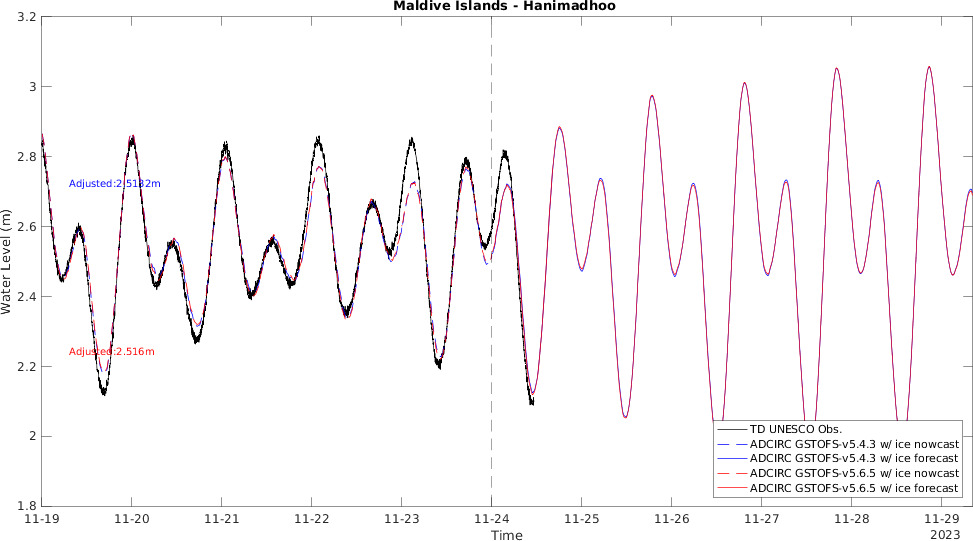 Maldive Islands - Hanimadhoo
3.2
3
2.8
2.6
2.4
2.2
2
1.8
Water Level (m)
Adjusted:2.5132m
Adjusted:2.516m
TD UNESCO Obs.
ADCIRC GSTOFS-v5.4.3 w/ ice nowcast
ADCIRC GSTOFS-v5.4.3 w/ ice forecast
ADCIRC GSTOFS-v5.6.5 w/ ice nowcast
ADCIRC GSTOFS-v5.6.5 w/ ice forecast
11-19 11-20 11-21 11-22 11-23 11-24 11-25 11-26 11-27 11-28 11-29
Time
2023